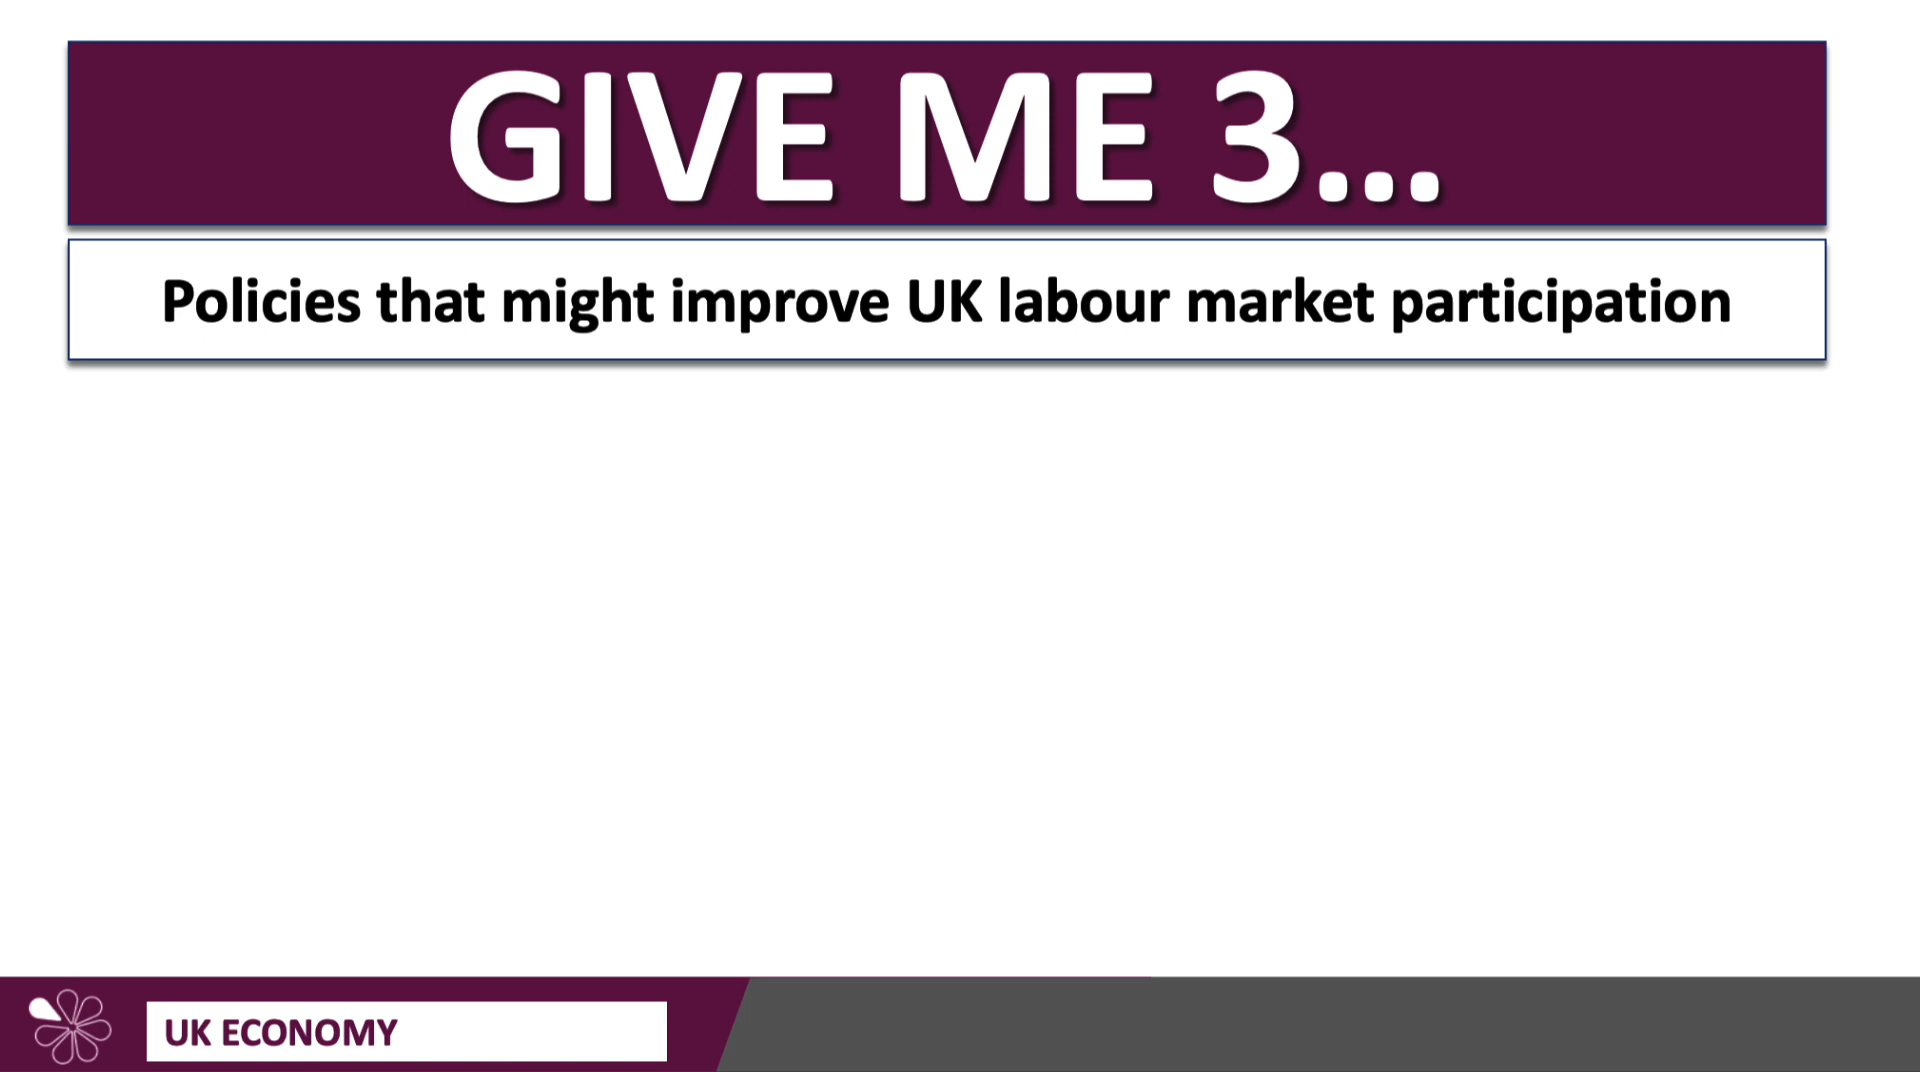 GIVE ME 3...
Policies that might improve UK labour market participation
UK ECONOMY